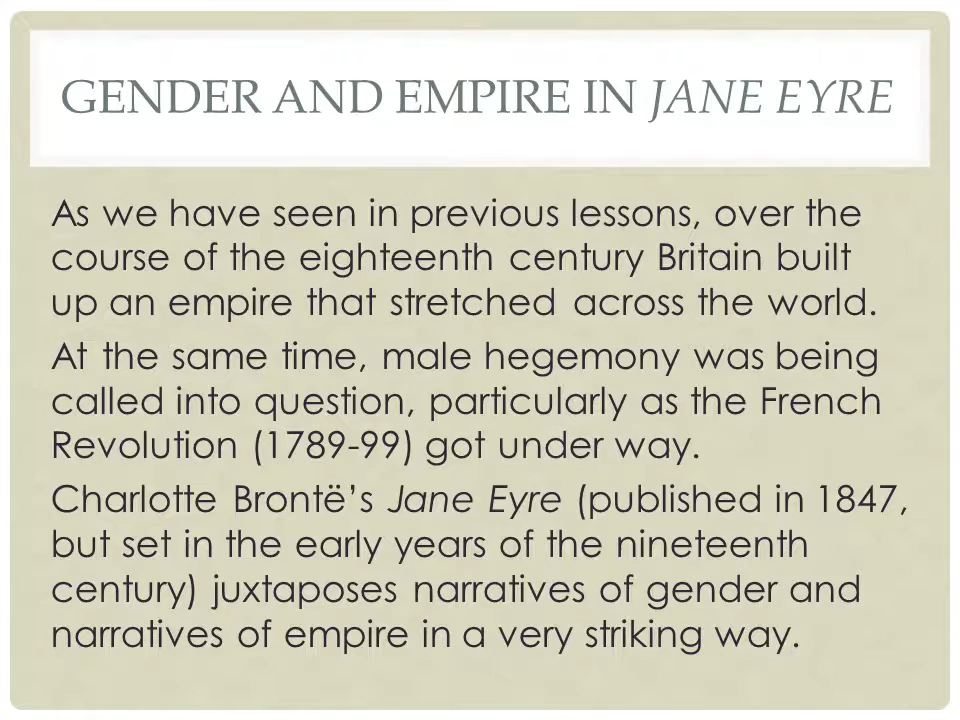 GENDER AND EMPIRE IN JANE EYRE
As we have seen in previous lessons, over the
course of the eighteenth century Britain built
up an empire that stretched across the world.
At the same time, male hegemony was being
called into question, particularly as the French
Revolution (1789-99) got under way.
Charlotte Brontë’s Jane Eyre (published in 1847,
but set in the early years of the nineteenth
century) juxtaposes narratives of gender and
narratives of empire in a very striking way.